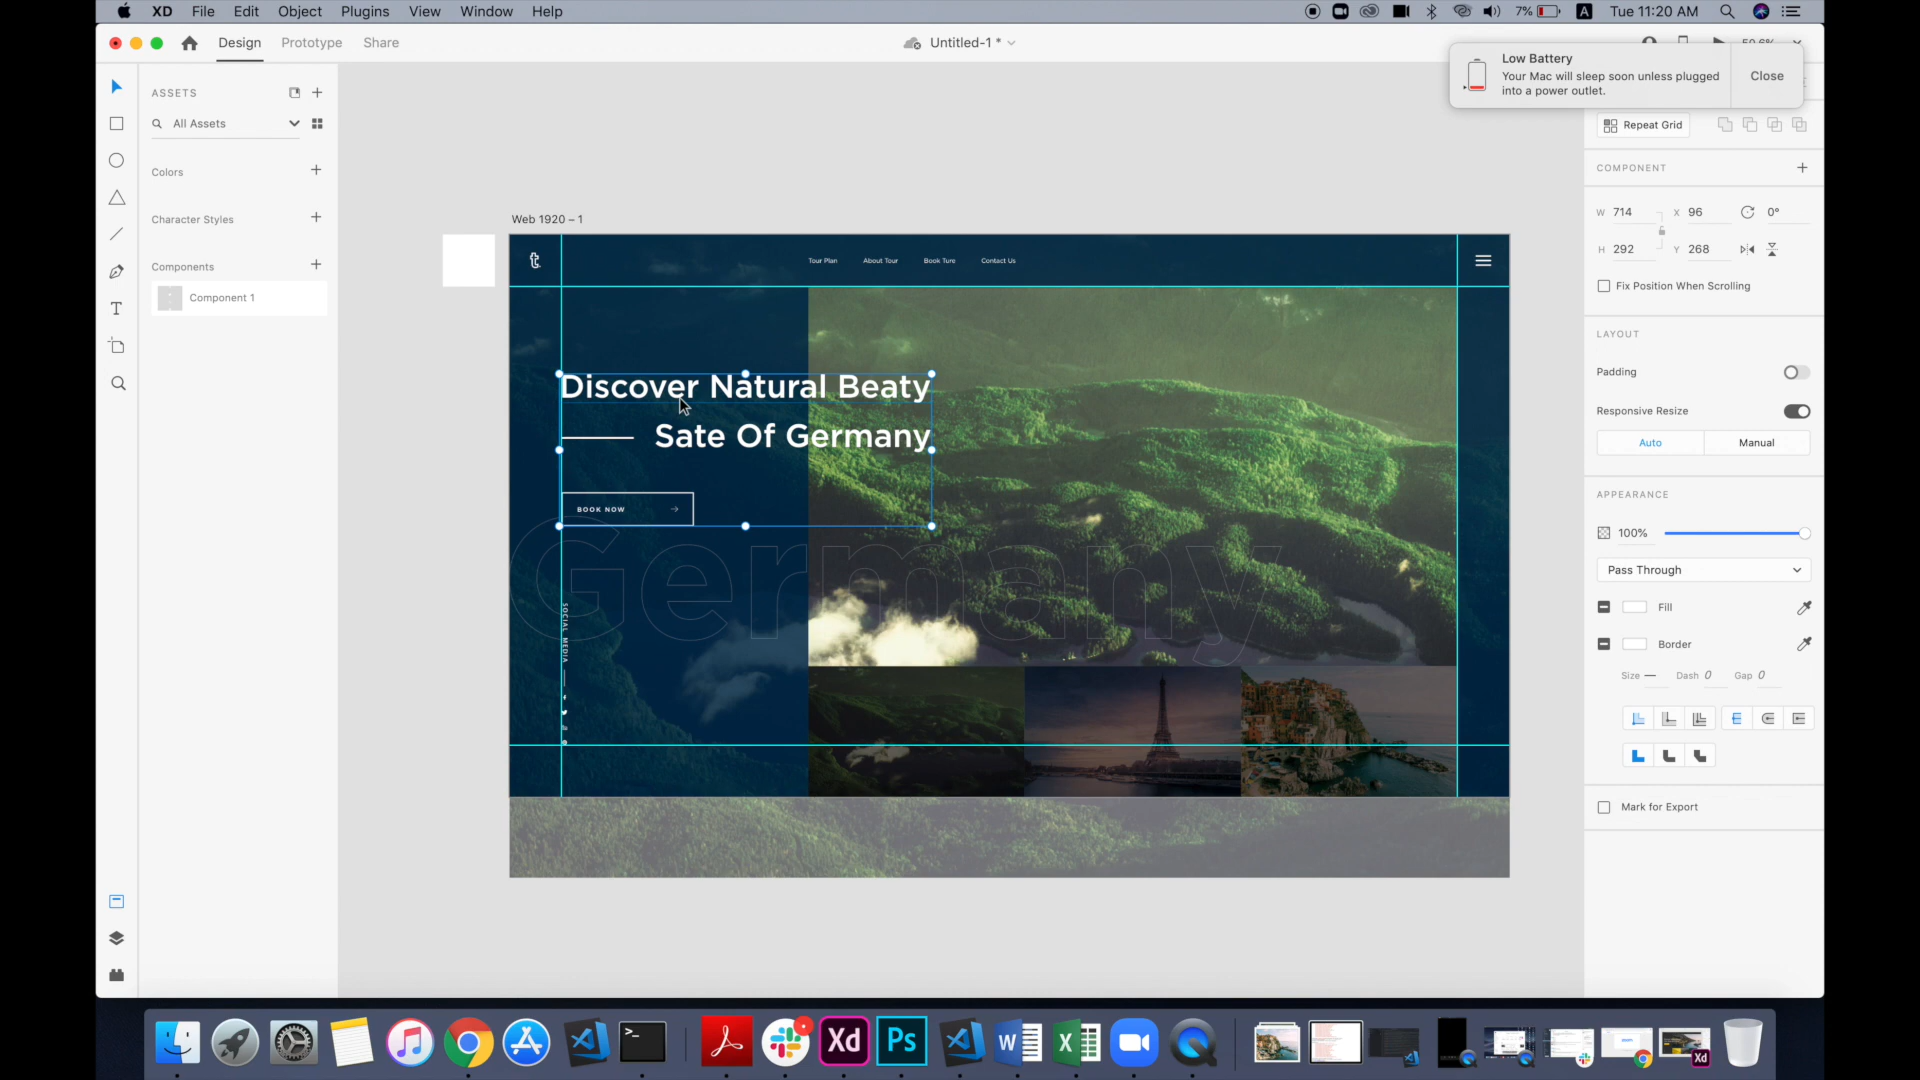 XD File Edit Object Plugins View Window Help
7% A Tue 11:20 AM
Design Prototype Share
Untitled-1 *
Low Battery
Your Mac will sleep soon unless plugged
into a power outlet.
Close
ASSETS
All Assets
Colors
Character Styles
Components
Component 1
T
Web 1920 – 1
t
Tour Plan About Tour Book Ture Contact Us
Discover Natural Beaty
Sate Of Germany
BOOK NOW
Germany
SOCIAL MEDIA
Repeat Grid
COMPONENT
W 714 X 96 0°
H 292 Y 268
Fix Position When Scrolling
LAYOUT
Padding
Responsive Resize
Auto Manual
APPEARANCE
100%
Pass Through
Fill
Border
Size — Dash 0 Gap 0
Mark for Export
Xd Ps W X
Xd